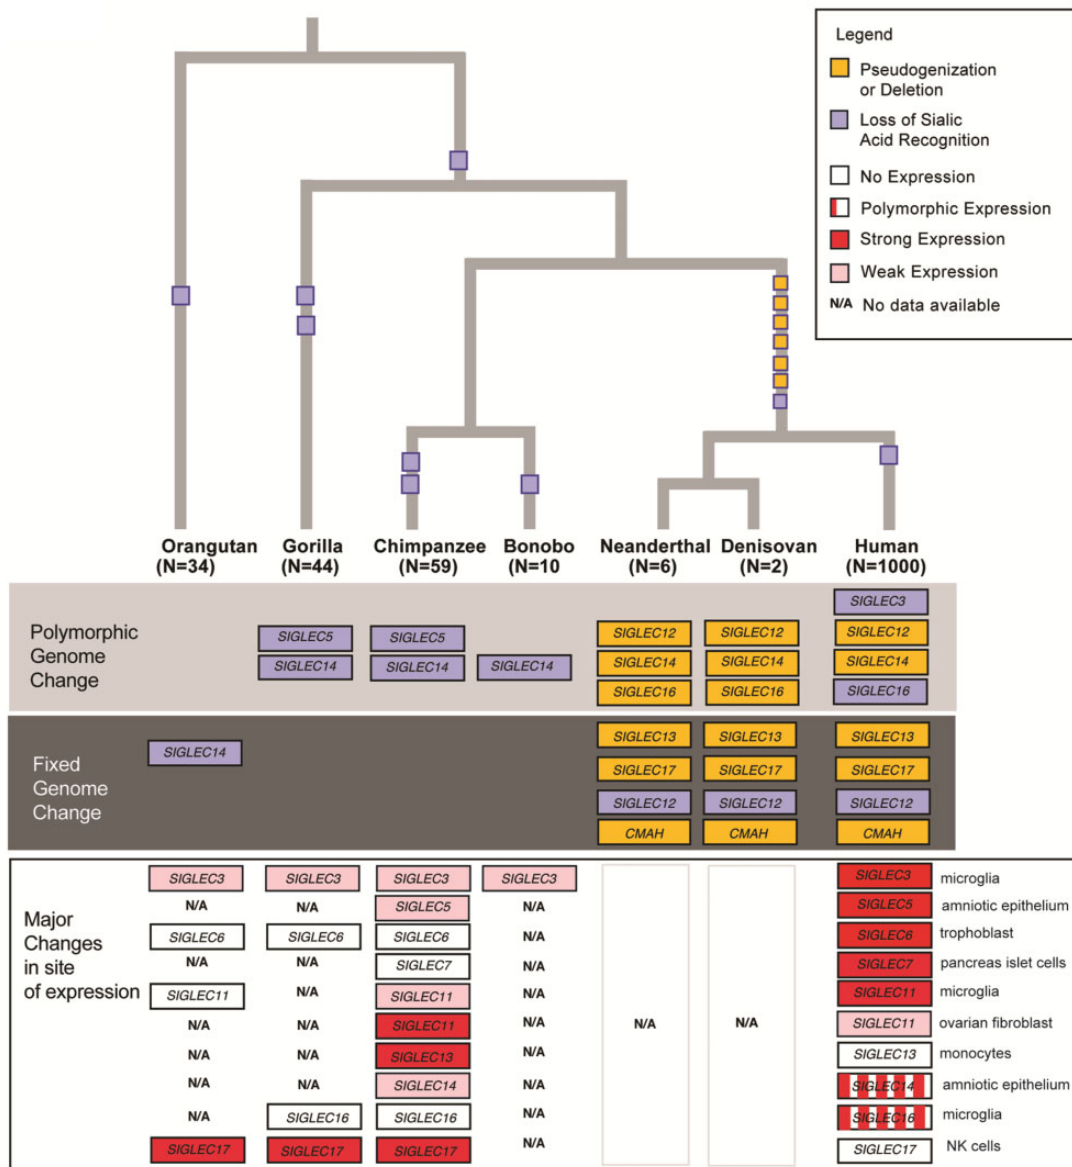 Legend
Pseudogenization
or Deletion
Loss of Sialic
Acid Recognition
No Expression
Polymorphic Expression
Strong Expression
Weak Expression
N/A No data available
Orangutan Gorilla Chimpanzee Bonobo Neanderthal Denisovan Human
(N=34) (N=44) (N=59) (N=10) (N=6) (N=2) (N=1000)
Polymorphic
Genome
Change
SIGLEC3
SIGLEC5 SIGLEC5 SIGLEC12 SIGLEC12 SIGLEC12
SIGLEC14 SIGLEC14 SIGLEC14 SIGLEC14 SIGLEC14 SIGLEC14
SIGLEC16 SIGLEC16 SIGLEC16
Fixed
Genome
Change
SIGLEC14 SIGLEC13 SIGLEC13 SIGLEC13
SIGLEC17 SIGLEC17 SIGLEC17
SIGLEC12 SIGLEC12 SIGLEC12
CMAH CMAH CMAH
Major
Changes
in site
of expression
SIGLEC3 SIGLEC3 SIGLEC3 SIGLEC3 SIGLEC3 microglia
N/A N/A SIGLEC5 N/A SIGLEC5 amniotic epithelium
SIGLEC6 SIGLEC6 SIGLEC6 N/A SIGLEC6 trophoblast
N/A N/A SIGLEC7 N/A SIGLEC7 pancreas islet cells
SIGLEC11 N/A SIGLEC11 N/A SIGLEC11 microglia
N/A N/A SIGLEC11 N/A N/A N/A SIGLEC11 ovarian fibroblast
N/A N/A SIGLEC13 N/A SIGLEC13 monocytes
N/A N/A SIGLEC14 N/A SIGLEC14 amniotic epithelium
N/A SIGLEC16 SIGLEC16 N/A SIGLEC16 microglia
SIGLEC17 SIGLEC17 SIGLEC17 N/A SIGLEC17 NK cells